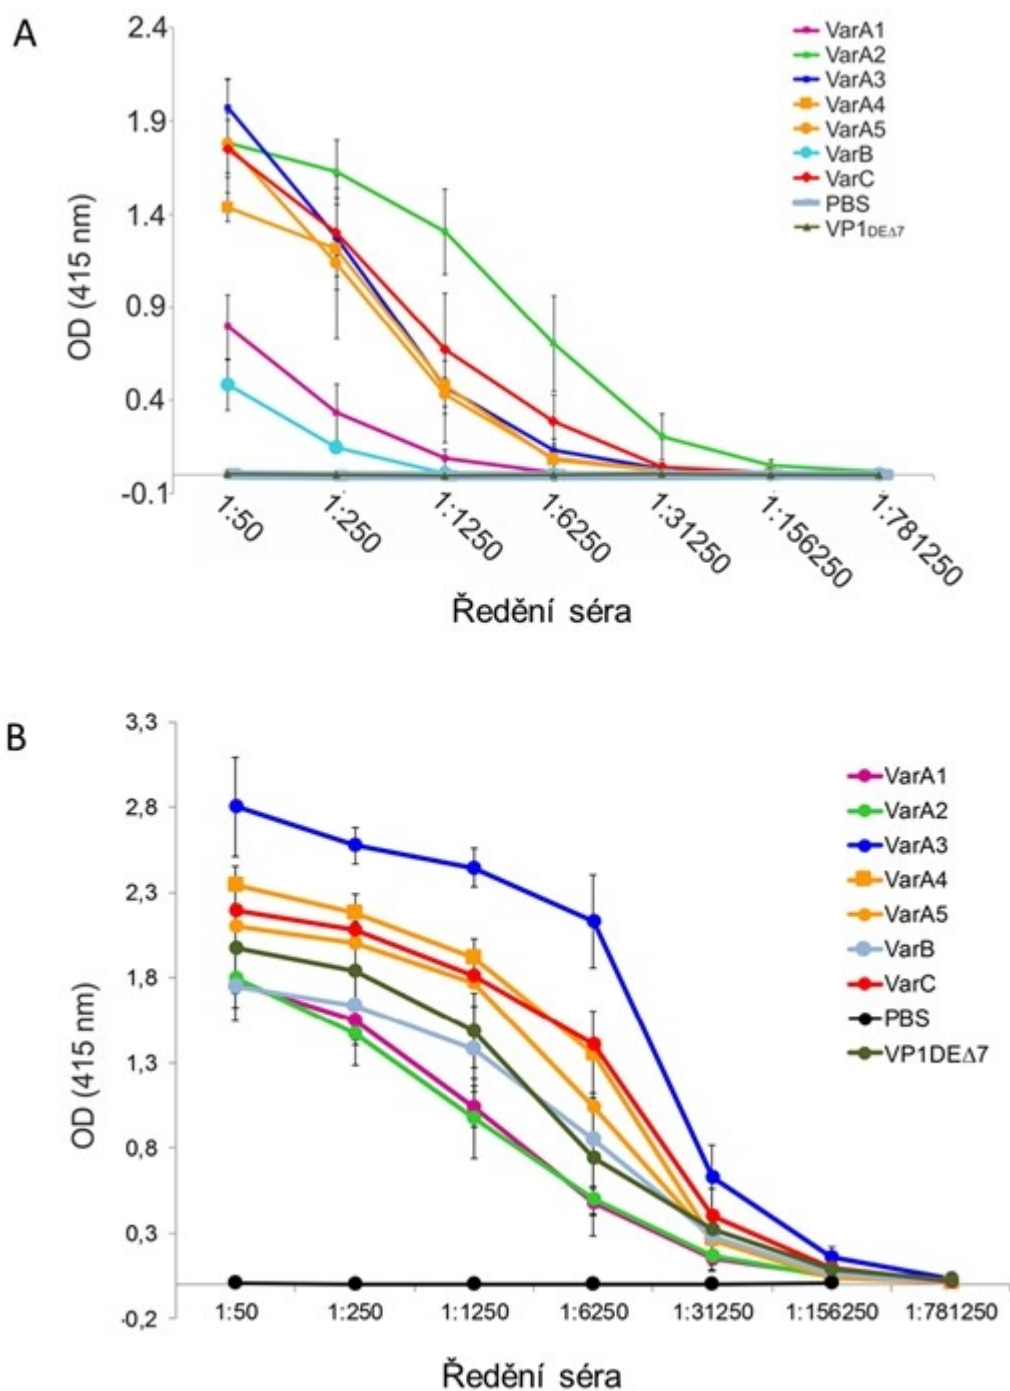 A
2.4
1.9
1.4
0.9
0.4
-0.1
OD (415 nm)
VarA1
VarA2
VarA3
VarA4
VarA5
VarB
VarC
PBS
VP1DEΔ7
1:50
1:250
1:1250
1:6250
1:31250
1:156250
1:781250
Ředění séra
B
3,3
2,8
2,3
1,8
1,3
0,8
0,3
-0,2
OD (415 nm)
VarA1
VarA2
VarA3
VarA4
VarA5
VarB
VarC
PBS
VP1DEΔ7
1:50
1:250
1:1250
1:6250
1:31250
1:156250
1:781250
Ředění séra